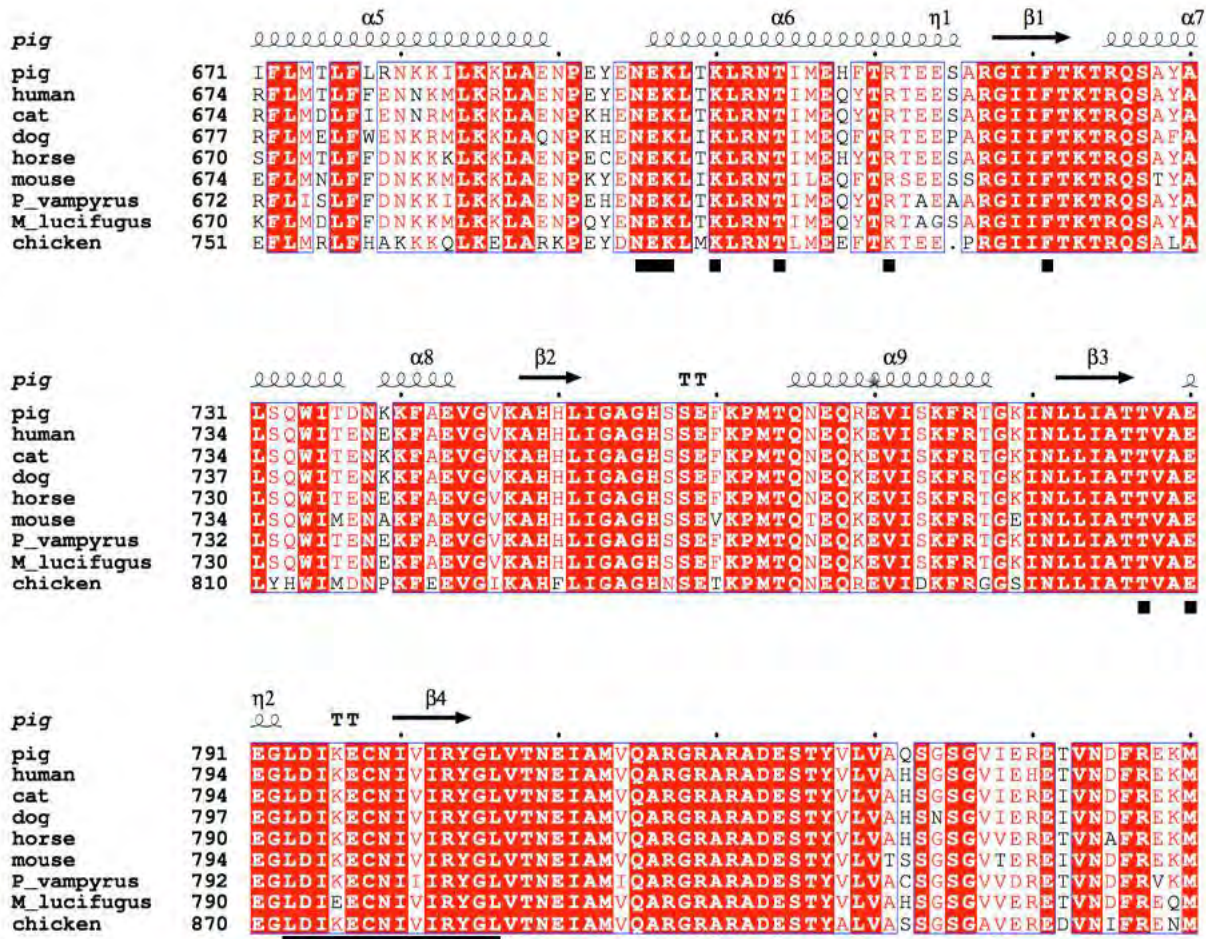 α5 α6 η1 β1 α7
pig
pig 671 IFLMTLFLRNKKILKKLAENPEYENEKLTKLRNTIMEHFTRTEESARGIIFTKTRQSAYA
human 674 RFLMTLFFENNKMLKRLAENPEYENEKLTKLRNTIMEQYTRTEESARGIIFTKTRQSAYA
cat 674 RFLMDLFIENNRMLKKLAENPKHENEKLTKLRNTIMEQYTRTEESARGIIFTKTRQSAYA
dog 677 RFLMELFWENKRMLKKLAQNPKHENEKLIKLRNTIMEQYTRTEEPARGIIFTKTRQSAFA
horse 670 SFLMTLFFDNKKKLKKLAENPECENEKLTKLRNTIMEHYTRTEESARGIIFTKTRQSAYA
mouse 674 EFLMNLFFDNKKMLKKLAENPKYENEKLIKLRNTILEQFTRSEESSRGIIFTKTRQSTYA
P_vampyrus 672 RFLISLFFDNKKILKKLAENPEHENEKLTKLRNTIMEQYTRTAEAARGIIFTKTRQSAYA
M_lucifugus 670 KFLMDLFFDNKKMLKKLAENPQYENEKLTKLRNTIMEQYTRTAGSARGIIFTKTRQSAYA
chicken 751 EFLMRLFHAKKKQLKELARKPEYDNEKLMKLRNTLMEEFTKTEE.PRGIIFTKTRQSALA
α8 β2 TT α9 β3
pig
pig 731 LSQWITDNKKFAEVGVKAHHLIGAGHSSEFKPMTQNEQREVISKFRTGKINLLIATTVAE
human 734 LSQWITENEKFAEVGVKAHHLIGAGHSSEFKPMTQNEQKEVISKFRTGKINLLIATTVAE
cat 734 LSQWITENKKFAEVGVKAHHLIGAGHSSEFKPMTQNEQKEVISKFRTGKINLLIATTVAE
dog 737 LSQWITENKKFAEVGVKAHHLIGAGHSSEFKPMTQNEQKEVISKFRTGKINLLIATTVAE
horse 730 LSQWITENEKFAEVGVKAHHLIGAGHSSEFKPMTQNEQKEVISKFRTGKINLLIATTVAE
mouse 734 LSQWIMENAKFAEVGVKAHHLIGAGHSSEVKPMTQTEQKEVISKFRTGEINLLIATTVAE
P_vampyrus 732 LSQWITENEKFAEVGVKAHHLIGAGHSSEFKPMTQNEQKEVISKFRTGKINLLIATTVAE
M_lucifugus 730 LSQWITENEKFAEVGVKAHHLIGAGHSSEFKPMTQNEQKEVISKFRTGKINLLIATTVAE
chicken 810 LYHWIMDNPKFEEVGIKAHFLIGAGHNSETKPMTQNEQREVIDKFRGGSINLLIATTVAE
η2 TT β4
pig
pig 791 EGLDIKECNIVIRYGLVTNEIAMVQARGRARADESTYVLVAQSGSGVIERETVNDFREKM
human 794 EGLDIKECNIVIRYGLVTNEIAMVQARGRARADESTYVLVAHSGSGVIEHETVNDFREKM
cat 794 EGLDIKECNIVIRYGLVTNEIAMVQARGRARADESTYVLVAHSGSGVIEREIVNDFREKM
dog 797 EGLDIKECNIVIRYGLVTNEIAMVQARGRARADESTYVLVAHSNSGVIEREIVNDFREKM
horse 790 EGLDIKECNIVIRYGLVTNEIAMVQARGRARADESTYVLVAHSGSGVVERETVNAFREKM
mouse 794 EGLDIKECNIVIRYGLVTNEIAMVQARGRARADESTYVLVTSSGSGVTEREIVNDFREKM
P_vampyrus 792 EGLDIKECNIIIRYGLVTNEIAMIQARGRARADESTYVLVACSGSGVVDRETVNDFRVKM
M_lucifugus 790 EGLDIEECNIVIRYGLVTNEIAMVQARGRARADESTYVLVAHSGSGVVERETVNDFREQM
chicken 870 EGLDIKECNIVIRYGLVTNEIAMVQARGRARADESTYALVASSGSGAVEREDVNIFRENM